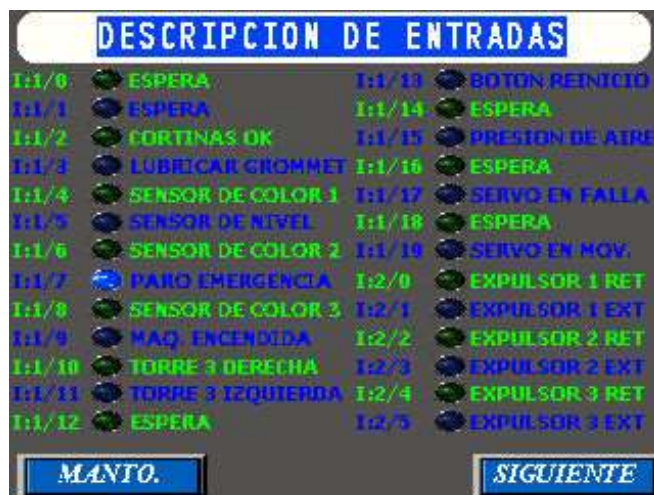 DESCRIPCION DE ENTRADAS
I:1/0 ESPERA
I:1/1 ESPERA
I:1/2 CORTINAS OK
I:1/3 LUBRICAR GROMMET
I:1/4 SENSOR DE COLOR 1
I:1/5 SENSOR DE NIVEL
I:1/6 SENSOR DE COLOR 2
I:1/7 PARO EMERGENCIA
I:1/8 SENSOR DE COLOR 3
I:1/9 MAQ. ENCENDIDA
I:1/10 TORRE 3 DERECHA
I:1/11 TORRE 3 IZQUIERDA
I:1/12 ESPERA
I:1/13 BOTON REINICIO
I:1/14 ESPERA
I:1/15 PRESION DE AIRE
I:1/16 ESPERA
I:1/17 SERVO EN FALLA
I:1/18 ESPERA
I:1/19 SERVO EN MOV.
I:2/0 EXPULSOR 1 RET
I:2/1 EXPULSOR 1 EXT
I:2/2 EXPULSOR 2 RET
I:2/3 EXPULSOR 2 EXT
I:2/4 EXPULSOR 3 RET
I:2/5 EXPULSOR 3 EXT
MANTO.
SIGUIENTE